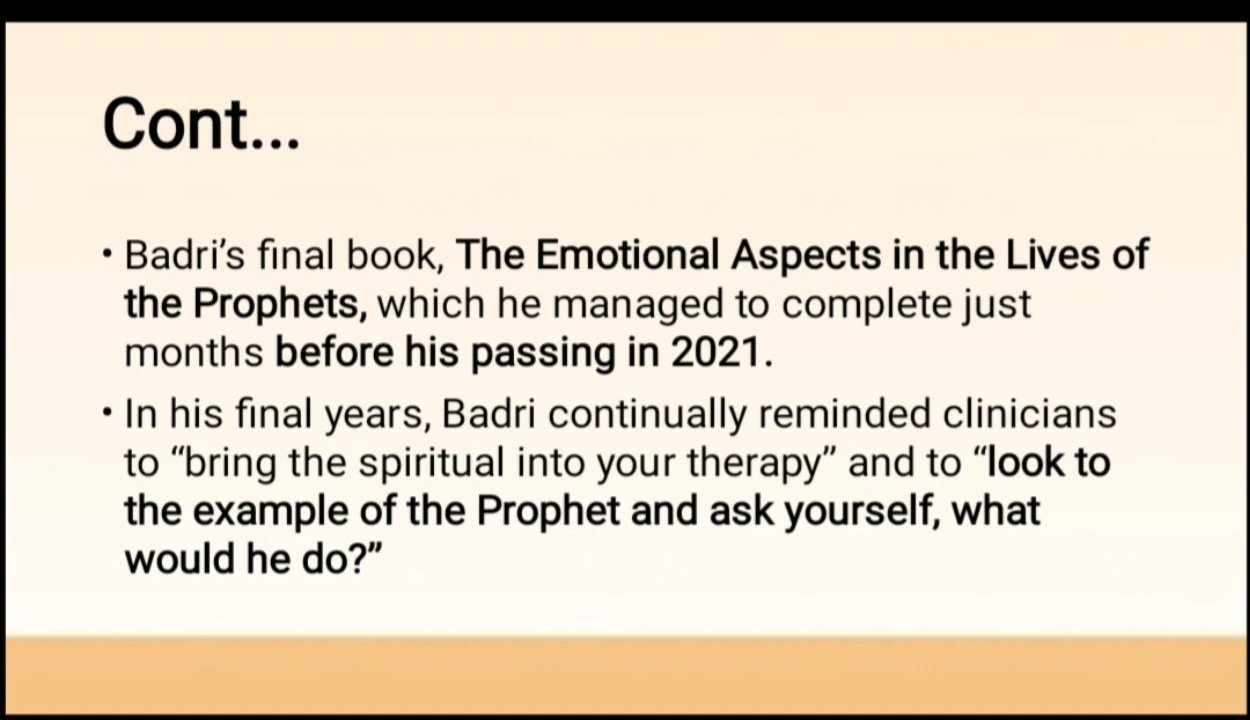 Cont...
• Badri’s final book, The Emotional Aspects in the Lives of
the Prophets, which he managed to complete just
months before his passing in 2021.
• In his final years, Badri continually reminded clinicians
to “bring the spiritual into your therapy” and to “look to
the example of the Prophet and ask yourself, what
would he do?”